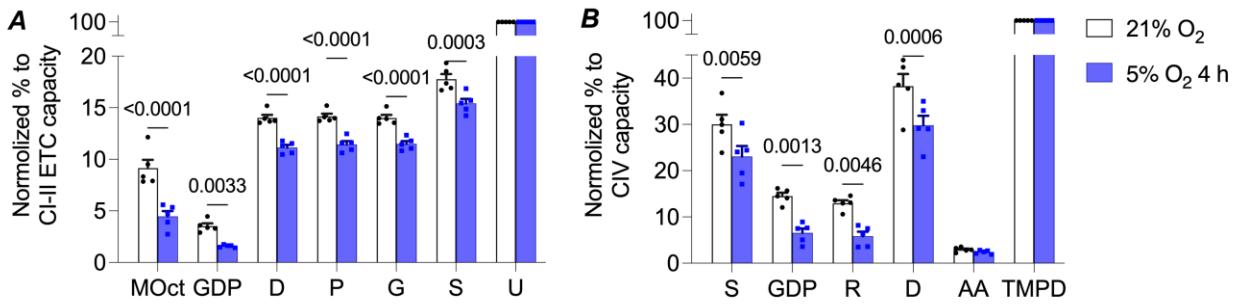 A
Normalized % to
CI-II ETC capacity
100
20
15
10
5
0
<0.0001
0.0033
<0.0001
<0.0001
<0.0001
0.0003
MOct GDP D P G S U
B
Normalized % to
CIV capacity
100
40
30
20
10
0
0.0059
0.0013
0.0046
0.0006
S GDP R D AA TMPD
21% O₂
5% O₂ 4 h